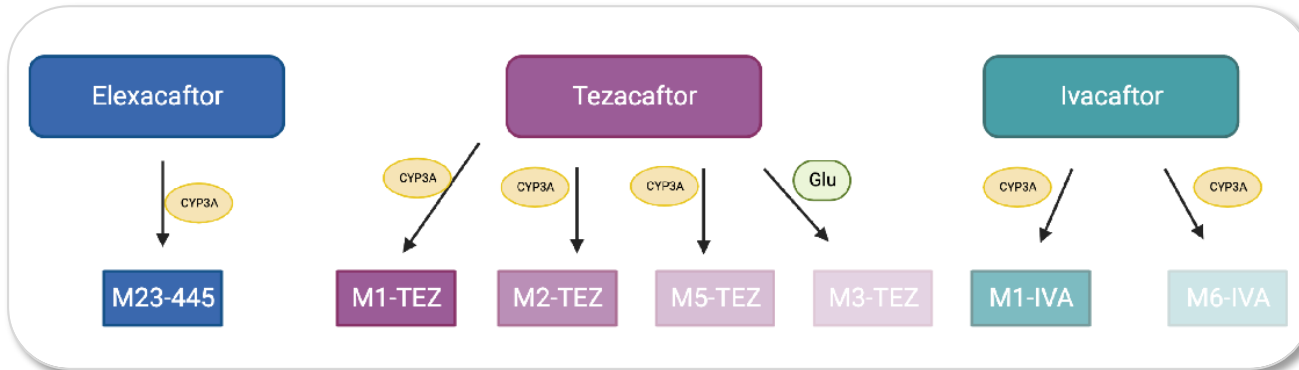 Elexacaftor
Tezacaftor
Ivacaftor
CYP3A
CYP3A
CYP3A
CYP3A
Glu
CYP3A
CYP3A
M23-445
M1-TEZ
M2-TEZ
M5-TEZ
M3-TEZ
M1-IVA
M6-IVA